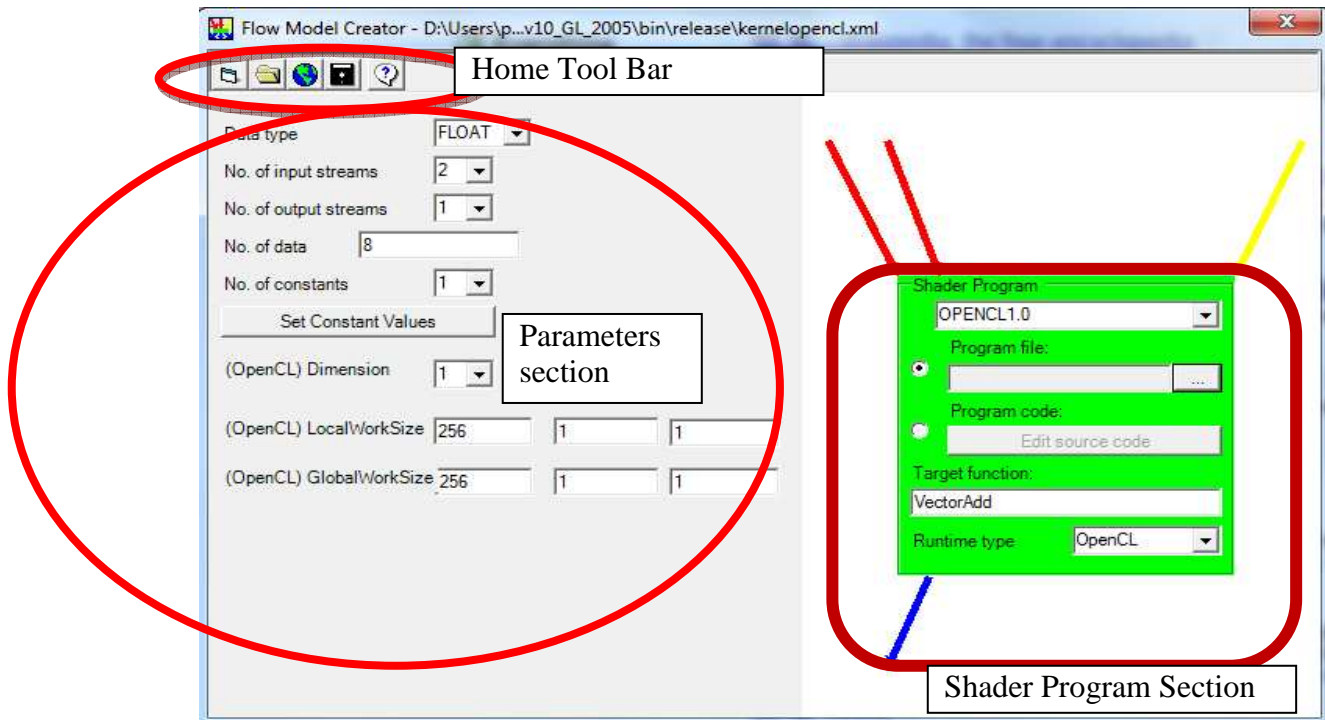 Flow Model Creator - D:\Users\p...v10_GL_2005\bin\release\kernelopencl.xml
Home Tool Bar
Data type FLOAT
No. of input streams 2
No. of output streams 1
No. of data 8
No. of constants 1
Set Constant Values
Parameters
section
(OpenCL) Dimension 1
(OpenCL) LocalWorkSize 256 1 1
(OpenCL) GlobalWorkSize 256 1 1
Shader Program
OPENCL1.0
Program file:
...
Program code:
Edit source code
Target function:
VectorAdd
Runtime type OpenCL
Shader Program Section